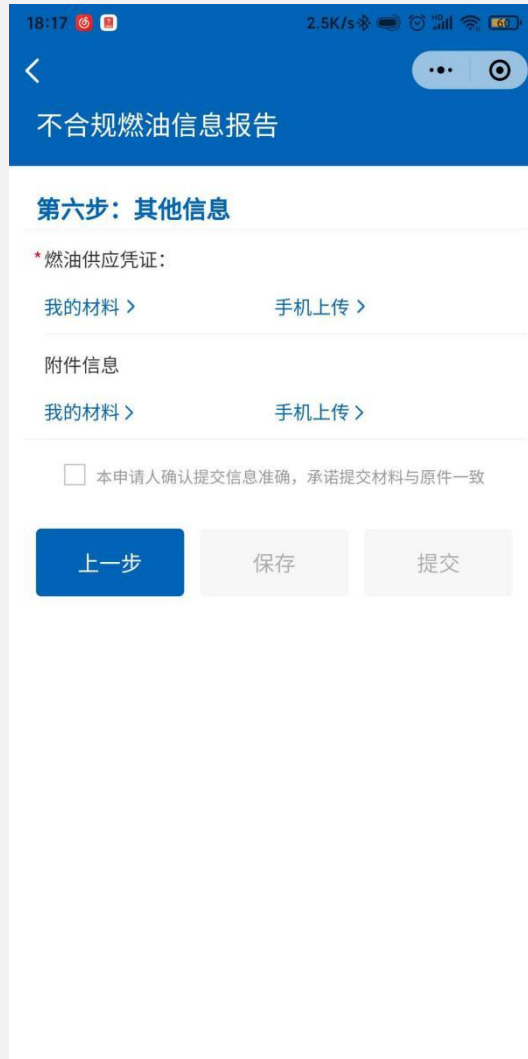 18:17 2.5K/s HD 60
不合规燃油信息报告
第六步：其他信息
*燃油供应凭证：
我的材料 > 手机上传 >
附件信息
我的材料 > 手机上传 >
本申请人确认提交信息准确，承诺提交材料与原件一致
上一步 保存 提交